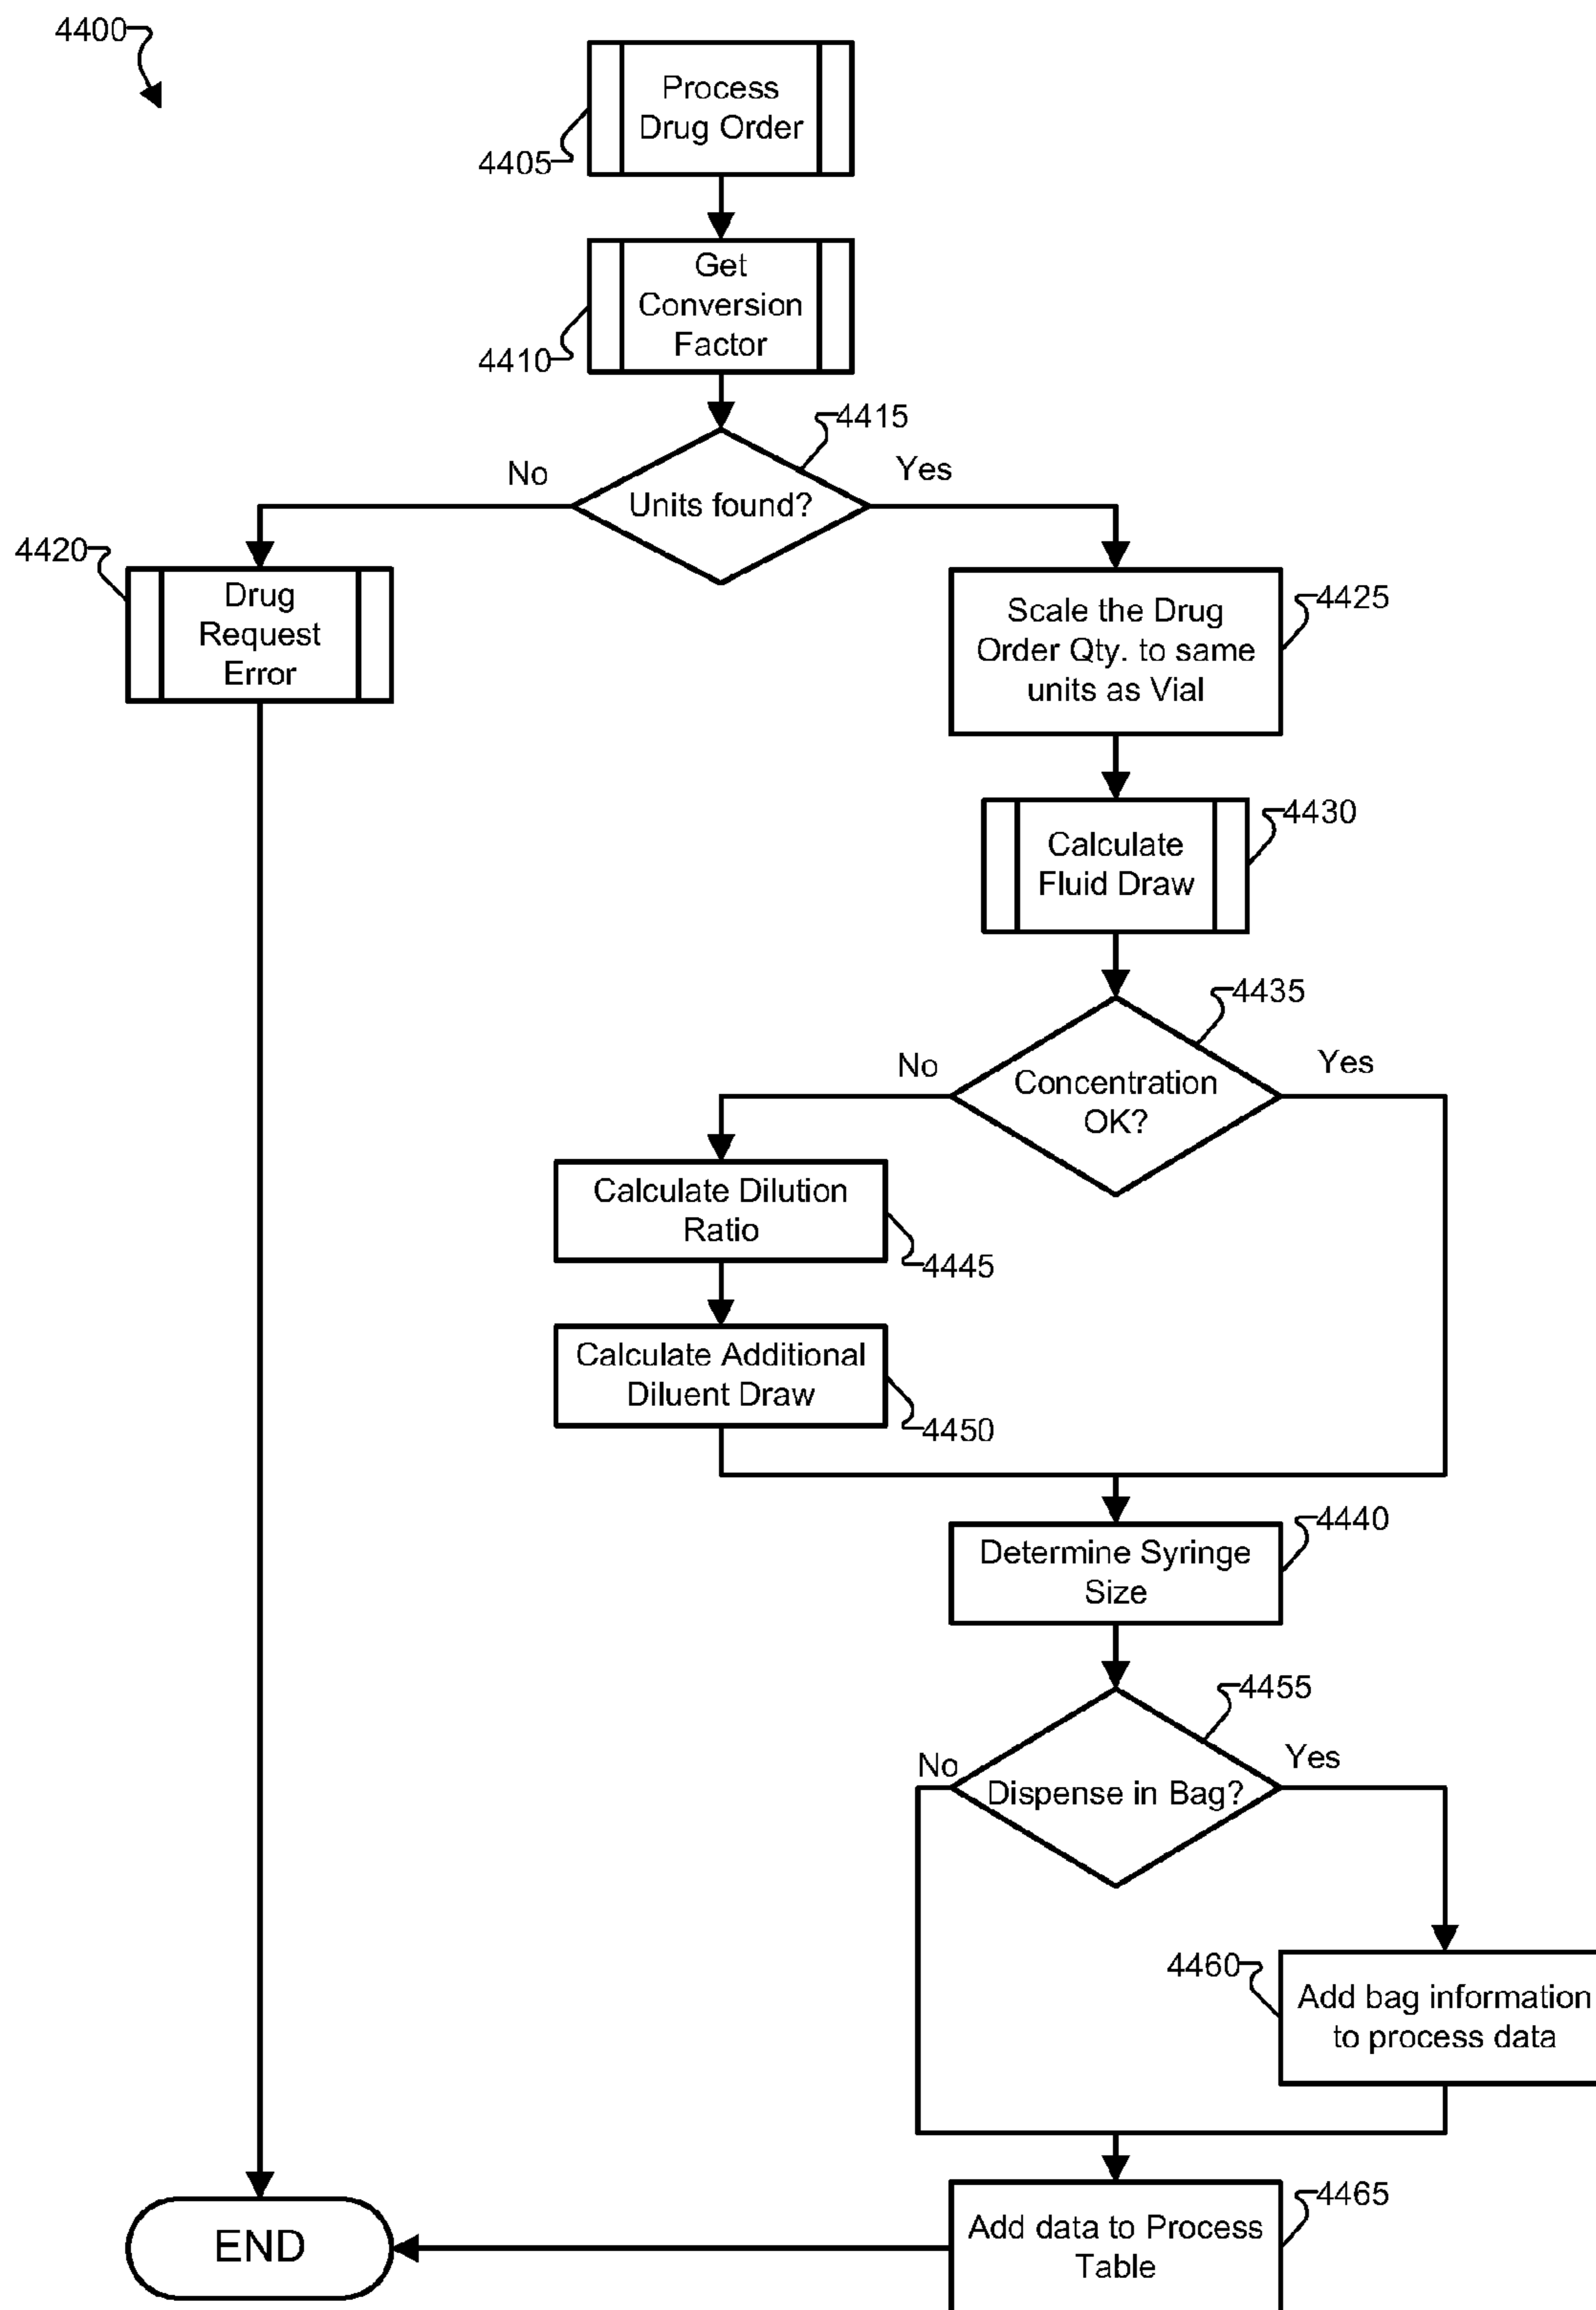 4400
Process
Drug Order
4405
Get
Conversion
Factor
4410
4415
No
Yes
Units found?
4420
Drug
Request
Error
Scale the Drug
Order Qty. to same
units as Vial
4425
Calculate
Fluid Draw
4430
4435
No
Yes
Concentration
OK?
Calculate Dilution
Ratio
4445
Calculate Additional
Diluent Draw
4450
Determine Syringe
Size
4440
4455
No
Yes
Dispense in Bag?
4460
Add bag information
to process data
4465
Add data to Process
Table
END